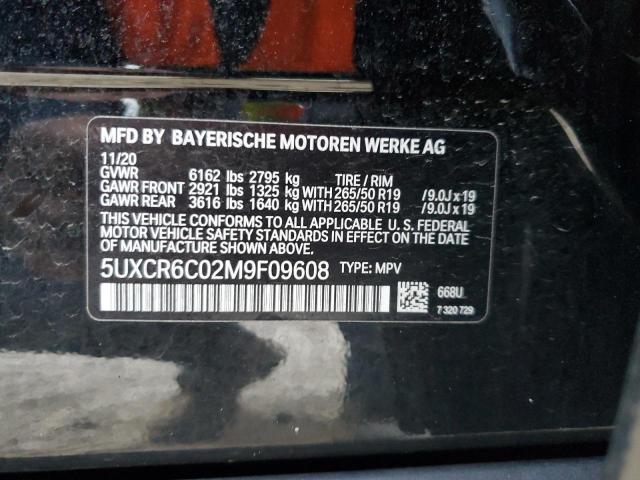 MFD BY BAYERISCHE MOTOREN WERKE AG
11/20
GVWR 6162 lbs 2795 kg TIRE / RIM
GAWR FRONT 2921 lbs 1325 kg WITH 265/50 R19 /9.0J x 19
GAWR REAR 3616 lbs 1640 kg WITH 265/50 R19 /9.0J x 19
THIS VEHICLE CONFORMS TO ALL APPLICABLE U. S. FEDERAL
MOTOR VEHICLE SAFETY STANDARDS IN EFFECT ON THE DATE
OF MANUFACTURE SHOWN ABOVE.
5UXCR6C02M9F09608 TYPE: MPV
668U
7 320 729